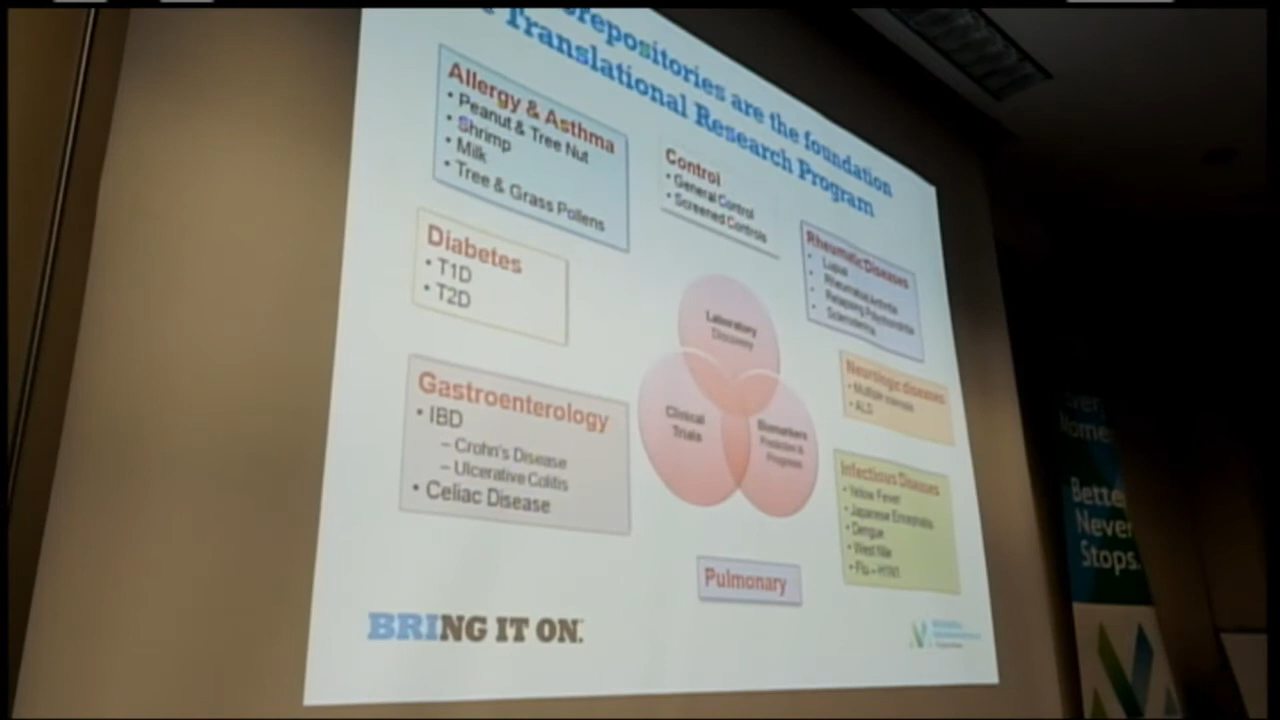 repositories are the foundation
Translational Research Program
Allergy & Asthma
• Peanut & Tree Nut
• Shrimp
• Milk
• Tree & Grass Pollens
Control
• General Control
• Screened Controls
Rheumatic Diseases
• Lupus
• Rheumatoid Arthritis
• Relapsing Polychondritis
• Scleroderma
Diabetes
• T1D
• T2D
Laboratory
Discovery
Neurologic diseases
• Multiple sclerosis
• ALS
Gastroenterology
• IBD
– Crohn's Disease
– Ulcerative Colitis
• Celiac Disease
Clinical
Trials
Biomarkers
Prediction &
Prognosis
Infectious Diseases
• Yellow Fever
• Japanese Encephalitis
• Dengue
• West Nile
• Flu – H1N1
Pulmonary
BRING IT ON.
Better
Never
Stops.